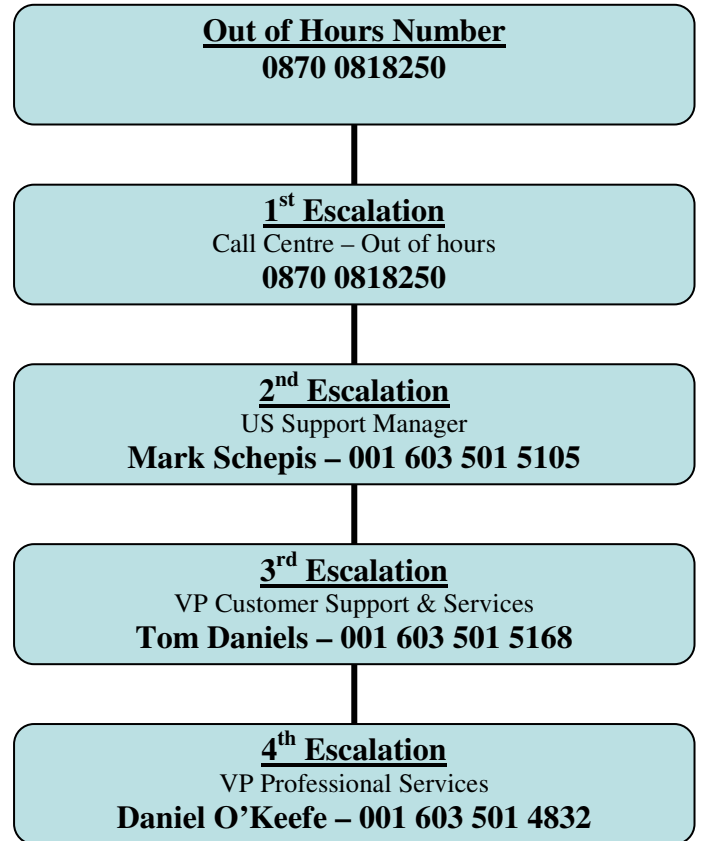 Out of Hours Number
0870 0818250
1st Escalation
Call Centre – Out of hours
0870 0818250
2nd Escalation
US Support Manager
Mark Schepis – 001 603 501 5105
3rd Escalation
VP Customer Support & Services
Tom Daniels – 001 603 501 5168
4th Escalation
VP Professional Services
Daniel O’Keefe – 001 603 501 4832